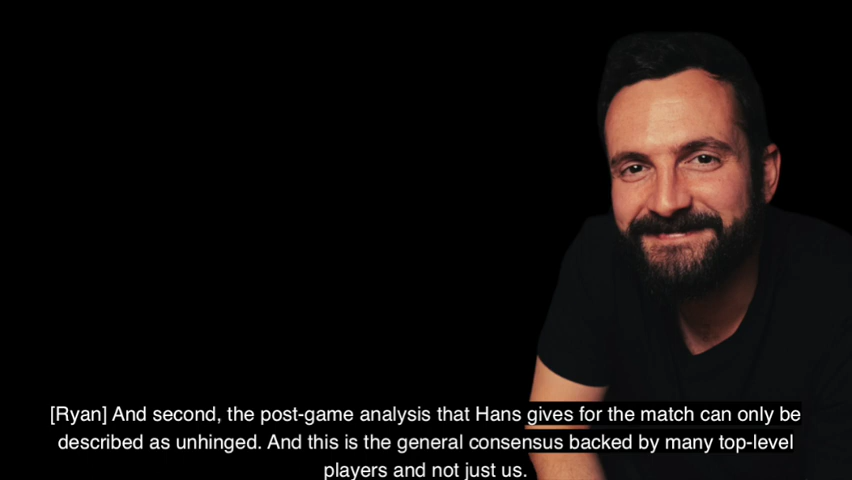 [Ryan] And second, the post-game analysis that Hans gives for the match can only be
described as unhinged. And this is the general consensus backed by many top-level
players and not just us.